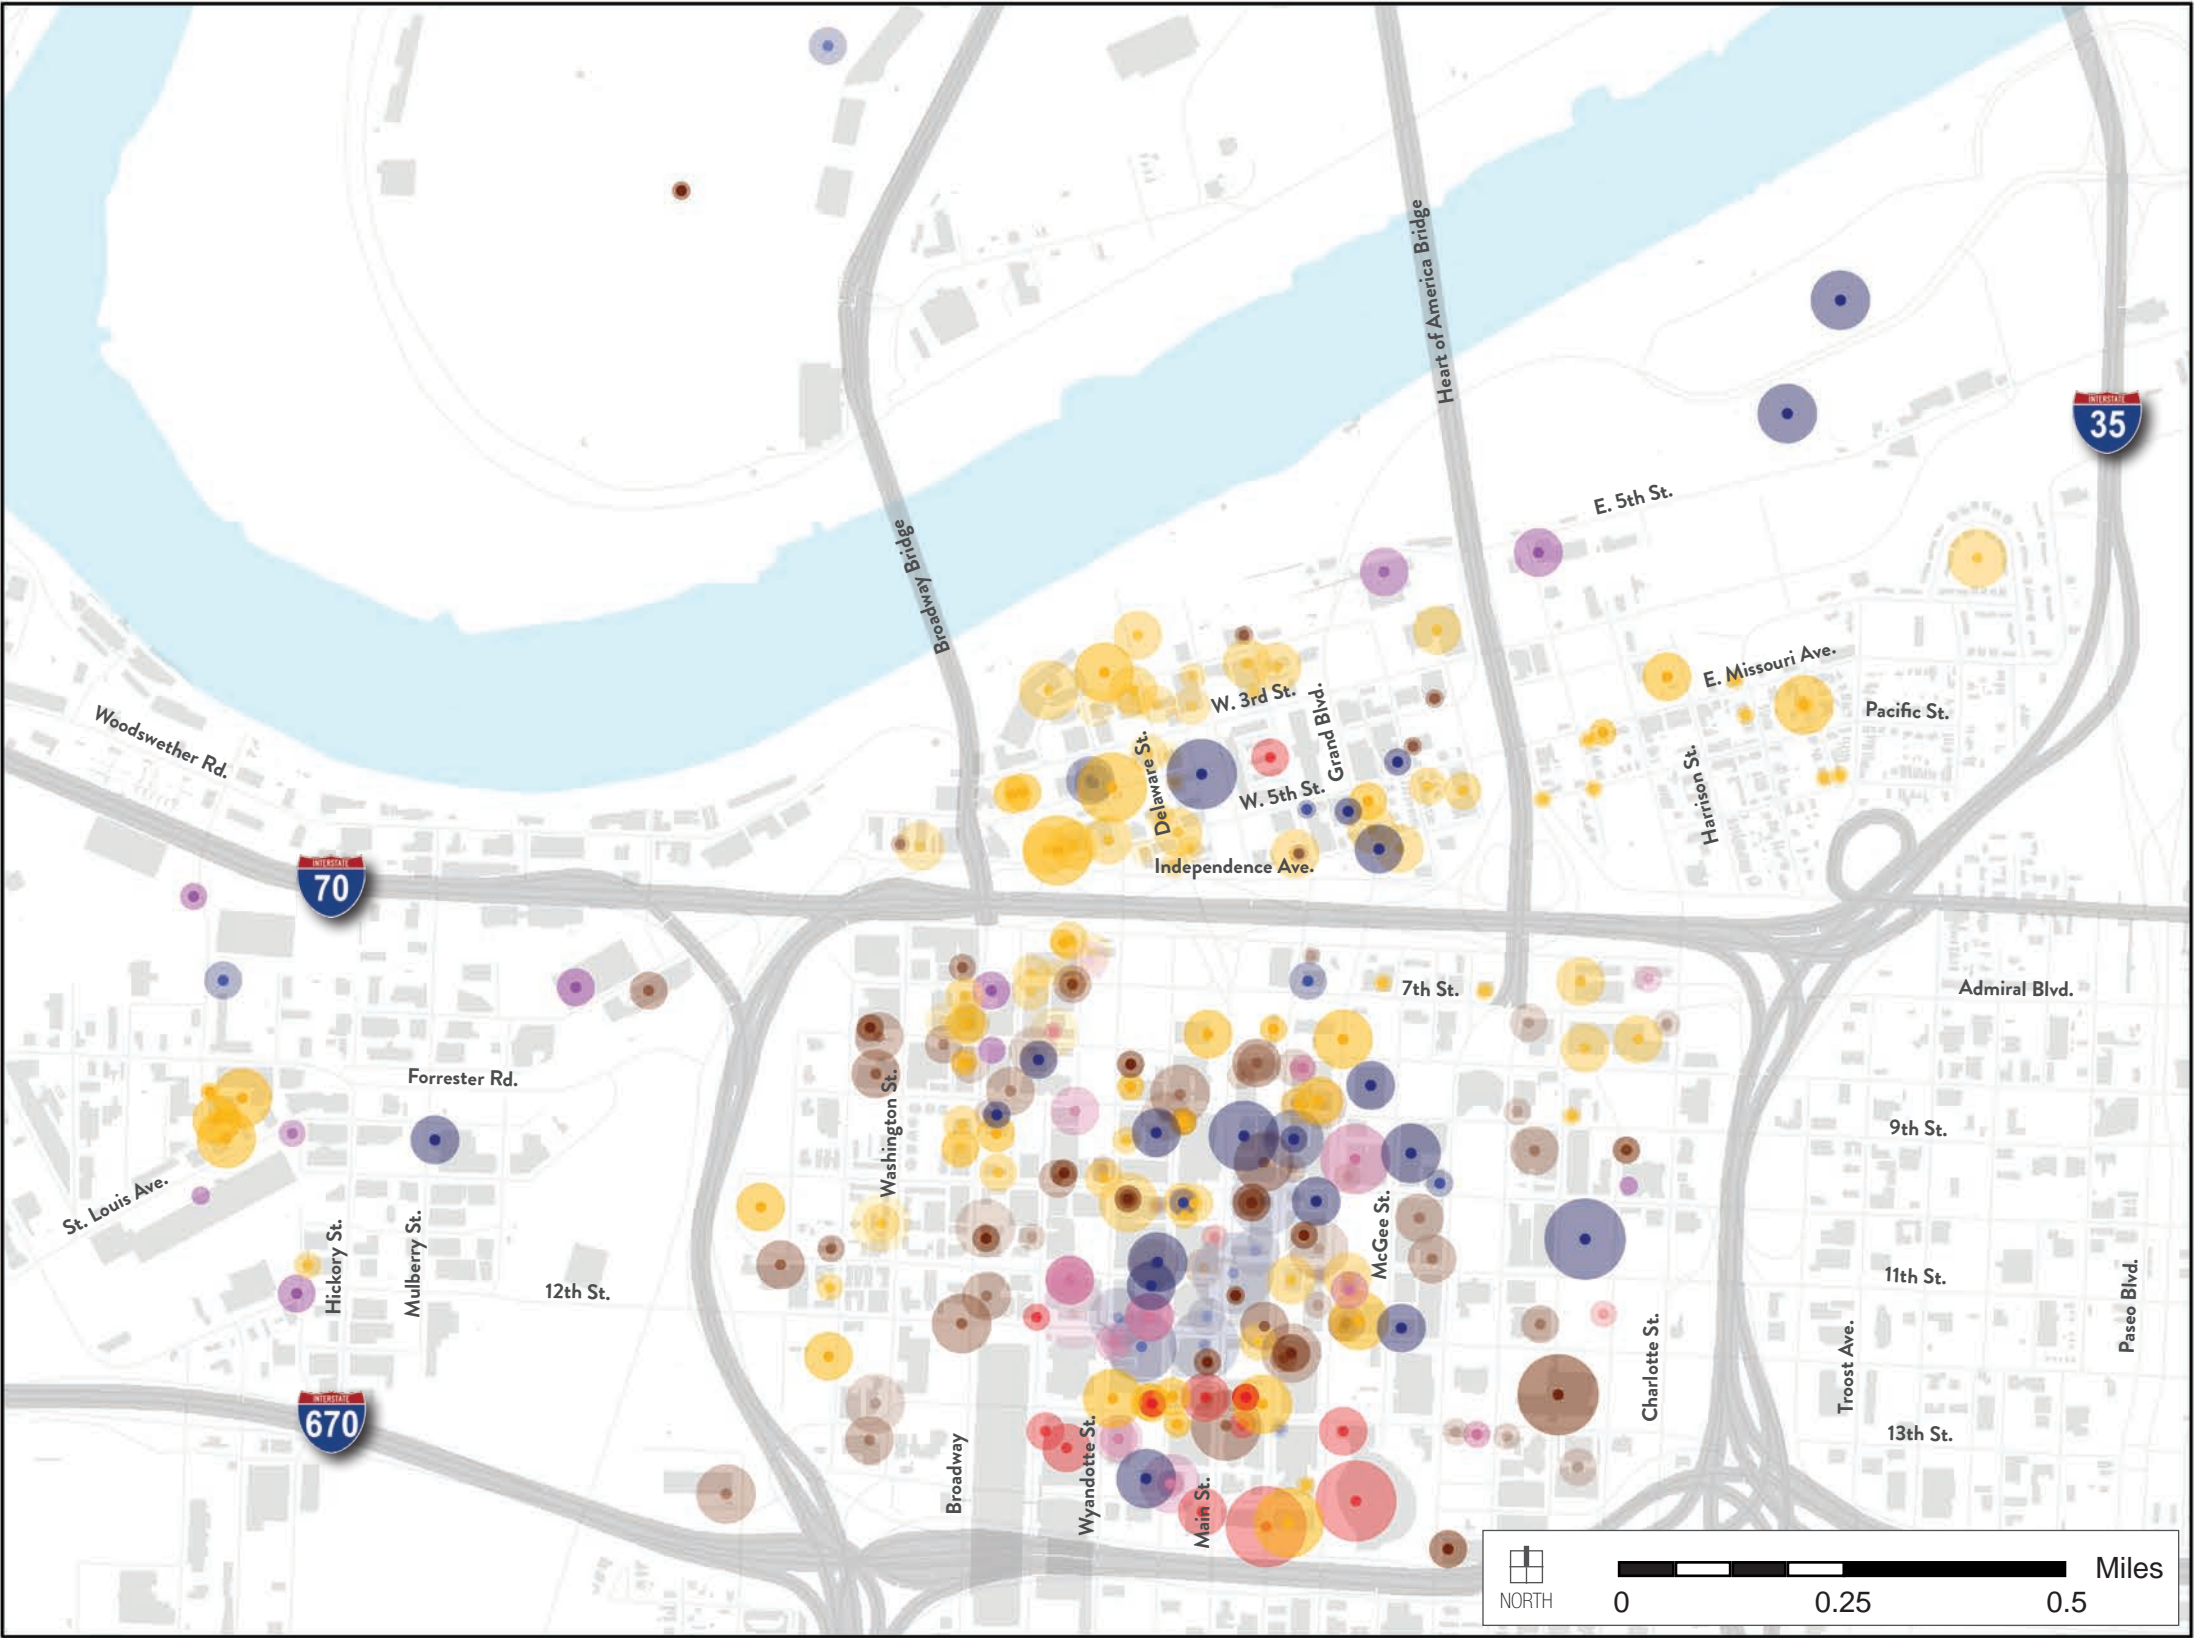 Heart of America Bridge
INTERSTATE
35
E. 5th St.
Broadway Bridge
E. Missouri Ave.
W. 3rd St.
Grand Blvd.
Pacific St.
Woodswether Rd.
Delaware St.
W. 5th St.
Harrison St.
Independence Ave.
INTERSTATE
70
7th St.
Admiral Blvd.
Forrester Rd.
Washington St.
9th St.
St. Louis Ave.
McGee St.
Hickory St.
Mulberry St.
12th St.
11th St.
Paseo Blvd.
Charlotte St.
Troost Ave.
INTERSTATE
670
13th St.
Broadway
Wyandotte St.
Main St.
Miles
NORTH
0 0.25 0.5